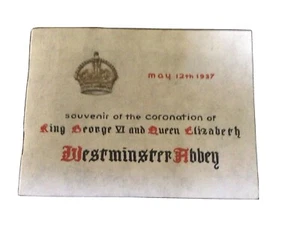 may 12th 1937
souvenir of the coronation of
King George VI and Queen Elizabeth
Westminster Abbey